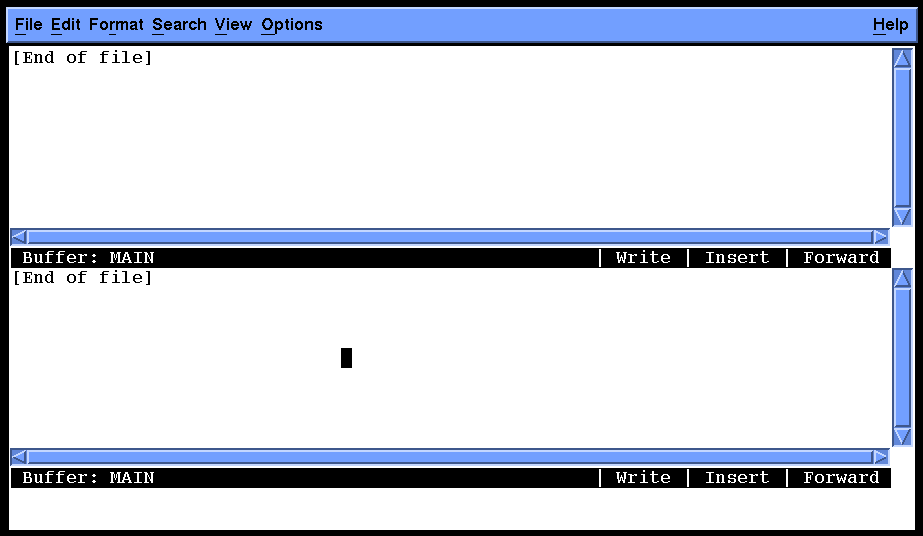 File Edit Format Search View Options Help
[End of file]
Buffer: MAIN | Write | Insert | Forward
[End of file]
Buffer: MAIN | Write | Insert | Forward